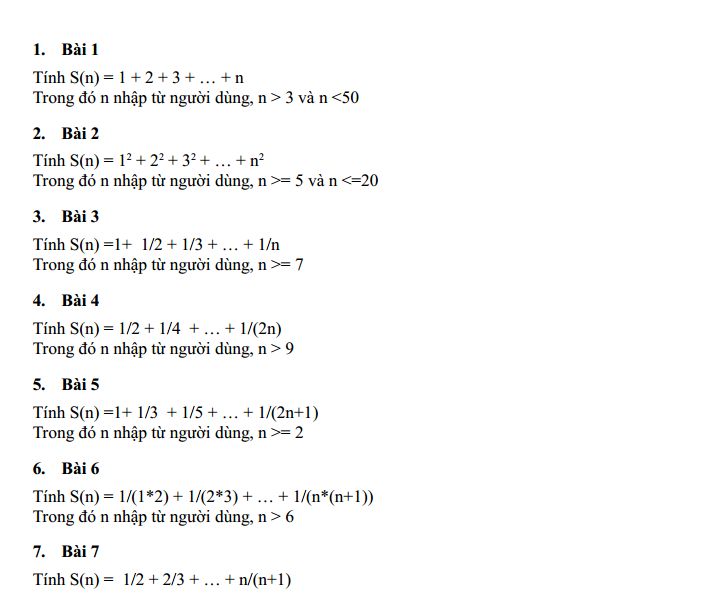 1. Bài 1
Tính S(n) = 1 + 2 + 3 + … + n
Trong đó n nhập từ người dùng, n > 3 và n <50
2. Bài 2
Tính S(n) = 1² + 2² + 3² + … + n²
Trong đó n nhập từ người dùng, n >= 5 và n <=20
3. Bài 3
Tính S(n) =1+ 1/2 + 1/3 + … + 1/n
Trong đó n nhập từ người dùng, n >= 7
4. Bài 4
Tính S(n) = 1/2 + 1/4 + … + 1/(2n)
Trong đó n nhập từ người dùng, n > 9
5. Bài 5
Tính S(n) =1+ 1/3 + 1/5 + … + 1/(2n+1)
Trong đó n nhập từ người dùng, n >= 2
6. Bài 6
Tính S(n) = 1/(1*2) + 1/(2*3) + … + 1/(n*(n+1))
Trong đó n nhập từ người dùng, n > 6
7. Bài 7
Tính S(n) = 1/2 + 2/3 + … + n/(n+1)